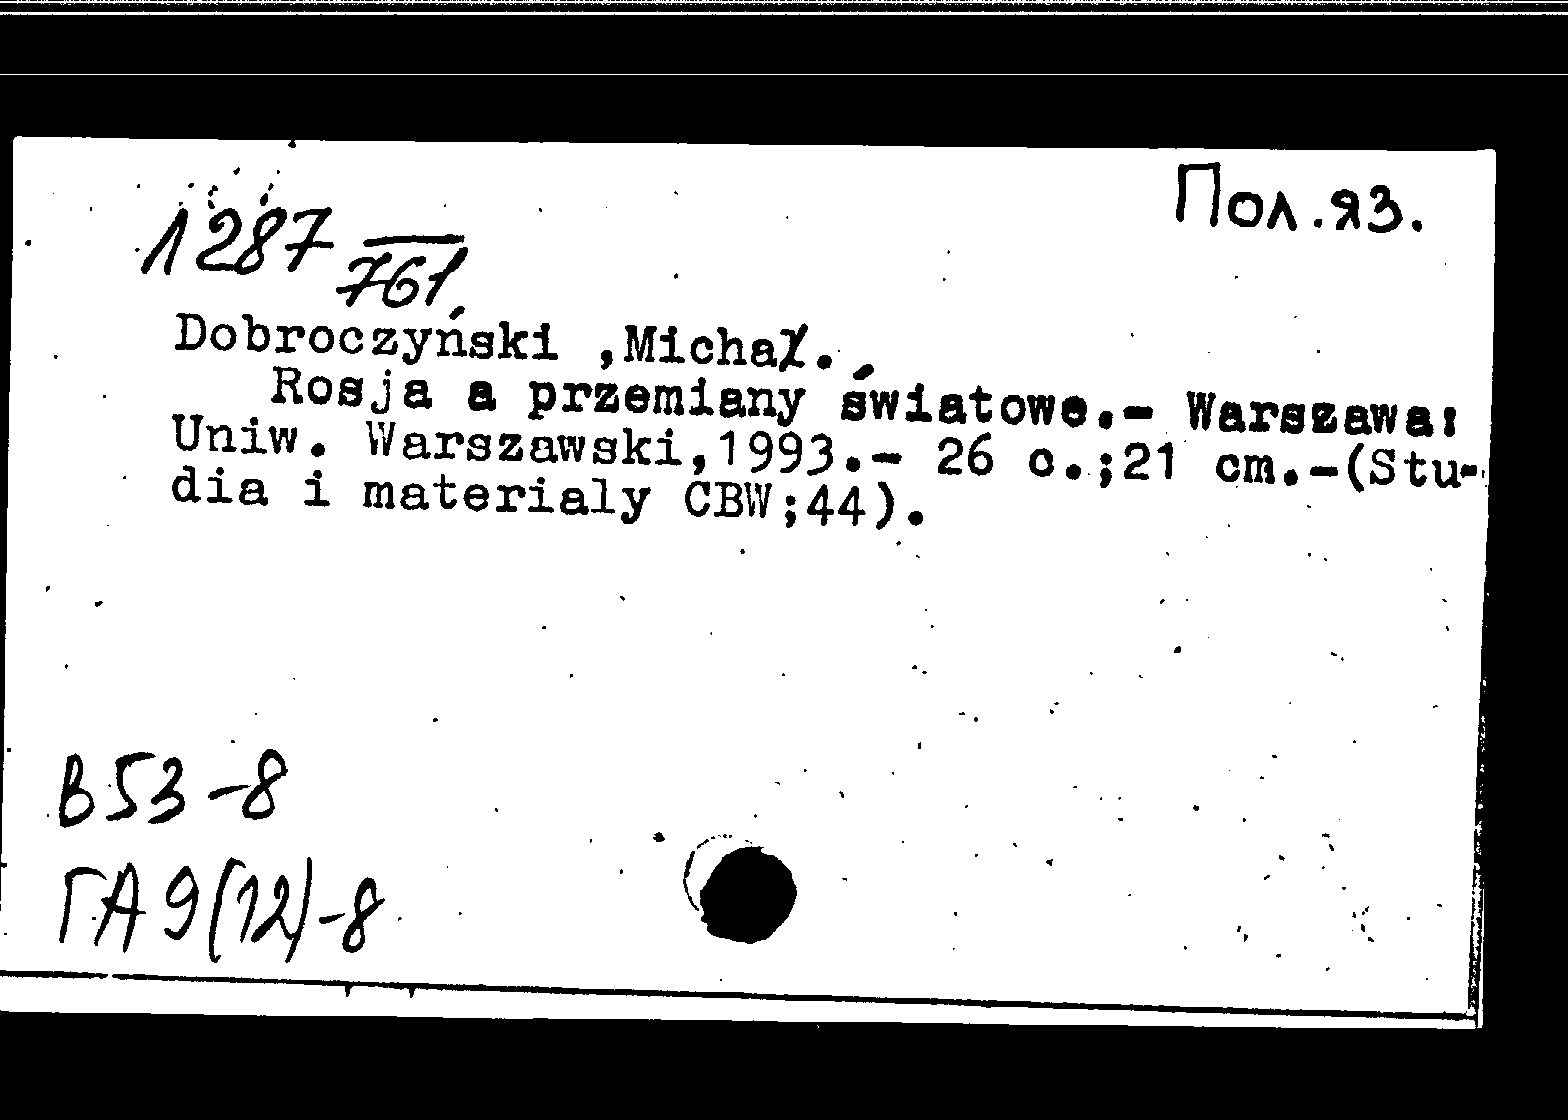 Пол.яз.
1287/761
Dobroczyński ,Michał.
Rosja a przemiany światowe.- Warszawa:
Uniw. Warszawski,1993.- 26 c.;21 cm.-(Stu-
dia i materialy CBW;44).
В53-8
ГА9(12)-8